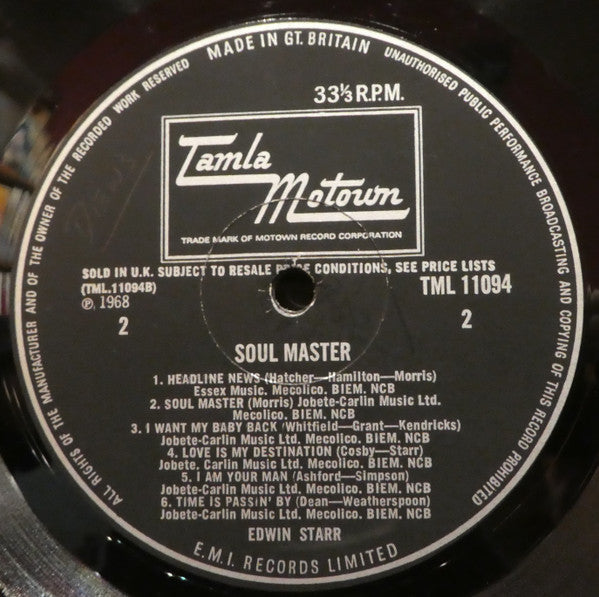 ALL RIGHTS OF THE MANUFACTURER AND OF THE OWNER OF THE RECORDED WORK RESERVED
MADE IN GT. BRITAIN
UNAUTHORISED PUBLIC PERFORMANCE BROADCASTING AND COPYING OF THIS RECORD PROHIBITED
33⅓ R.P.M.
Tamla
Motown
TRADE MARK OF MOTOWN RECORD CORPORATION
SOLD IN U.K. SUBJECT TO RESALE CONDITIONS, SEE PRICE LISTS
(TML.11094B) TML 11094
Ⓟ 1968
2 2
SOUL MASTER
1. HEADLINE NEWS (Hatcher—Hamilton—Morris)
Essex Music. Mecolico. BIEM. NCB
2. SOUL MASTER (Morris) Jobete-Carlin Music Ltd.
Mecolico. BIEM. NCB
3. I WANT MY BABY BACK (Whitfield—Grant—Kendricks)
Jobete-Carlin Music Ltd. Mecolico. BIEM. NCB
4. LOVE IS MY DESTINATION (Cosby—Starr)
Jobete. Carlin Music Ltd. Mecolico. BIEM. NCB
5. I AM YOUR MAN (Ashford—Simpson)
Jobete-Carlin Music Ltd. Mecolico. BIEM. NCB
6. TIME IS PASSIN' BY (Dean—Weatherspoon)
Jobete-Carlin Music Ltd. Mecolico. BIEM. NCB
EDWIN STARR
E.M.I. RECORDS LIMITED